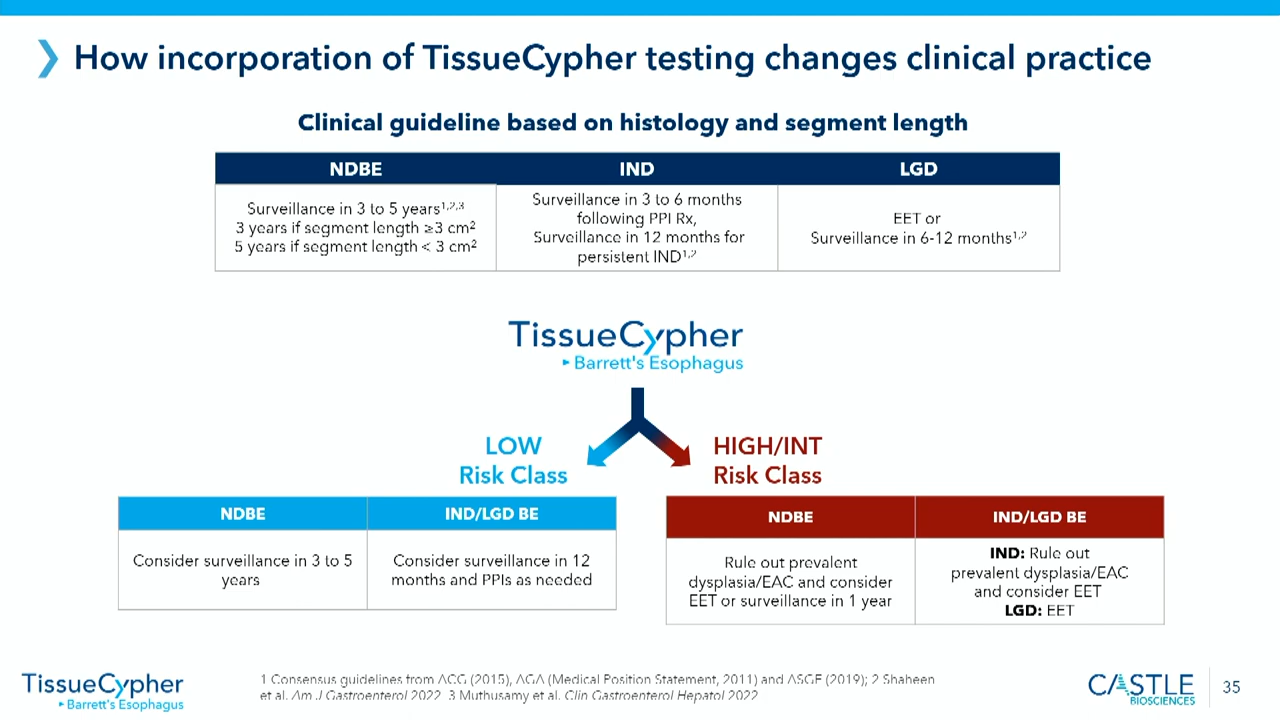 How incorporation of TissueCypher testing changes clinical practice
Clinical guideline based on histology and segment length
NDBE
IND
LGD
Surveillance in 3 to 5 years1,2,3
3 years if segment length ≥3 cm2
5 years if segment length < 3 cm2
Surveillance in 3 to 6 months
following PPI Rx,
Surveillance in 12 months for
persistent IND1,2
EET or
Surveillance in 6-12 months1,2
TissueCypher
Barrett's Esophagus
LOW
Risk Class
HIGH/INT
Risk Class
NDBE
IND/LGD BE
Consider surveillance in 3 to 5
years
Consider surveillance in 12
months and PPIs as needed
NDBE
IND/LGD BE
Rule out prevalent
dysplasia/EAC and consider
EET or surveillance in 1 year
IND: Rule out
prevalent dysplasia/EAC
and consider EET
LGD: EET
TissueCypher
Barrett's Esophagus
1 Consensus guidelines from ACG (2015), AGA (Medical Position Statement, 2011) and ASGE (2019); 2 Shaheen
et al. Am J Gastroenterol 2022 3 Muthusamy et al. Clin Gastroenterol Hepatol 2022
CASTLE
BIOSCIENCES
35